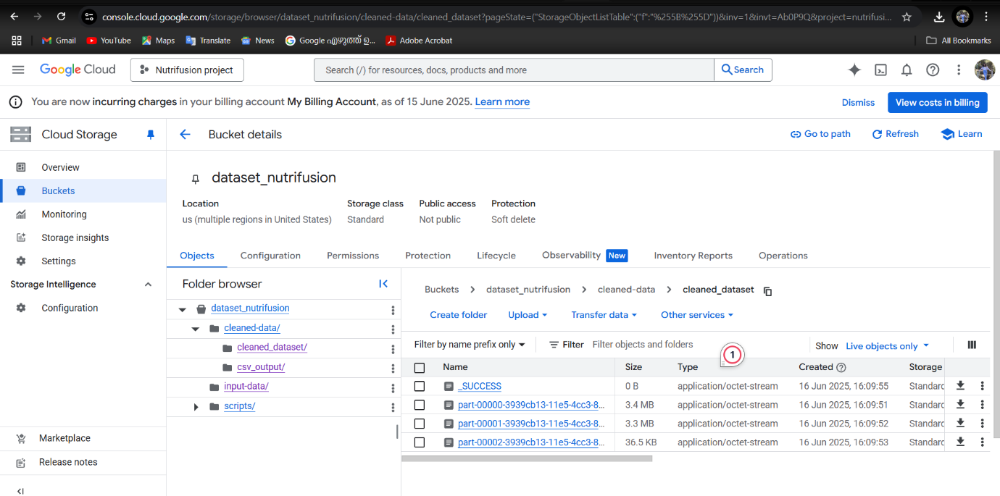 console.cloud.google.com/storage/browser/dataset_nutrifusion/cleaned-data/cleaned_dataset?pageState=("StorageObjectListTable":("f":"%255B%255D"))&inv=1&invt=Ab0P9Q&project=nutrifusi...
Gmail YouTube Maps Translate News Google എഴുത്ത് ഉ... Adobe Acrobat All Bookmarks
Google Cloud Nutrifusion project Search (/) for resources, docs, products and more Search
You are now incurring charges in your billing account My Billing Account, as of 15 June 2025. Learn more Dismiss View costs in billing
Cloud Storage Bucket details Go to path Refresh Learn
Overview
Buckets
Monitoring
Storage insights
Settings
Storage Intelligence
Configuration
Marketplace
Release notes
dataset_nutrifusion
Location Storage class Public access Protection
us (multiple regions in United States) Standard Not public Soft delete
Objects Configuration Permissions Protection Lifecycle Observability New Inventory Reports Operations
Folder browser
dataset_nutrifusion
cleaned-data/
cleaned_dataset/
csv_output/
input-data/
scripts/
Buckets > dataset_nutrifusion > cleaned-data > cleaned_dataset
Create folder Upload Transfer data Other services
Filter by name prefix only Filter Filter objects and folders 1 Show Live objects only
Name Size Type Created Storage
_SUCCESS 0 B application/octet-stream 16 Jun 2025, 16:09:55 Standard
part-00000-3939cb13-11e5-4cc3-8... 3.4 MB application/octet-stream 16 Jun 2025, 16:09:51 Standard
part-00001-3939cb13-11e5-4cc3-8... 3.3 MB application/octet-stream 16 Jun 2025, 16:09:52 Standard
part-00002-3939cb13-11e5-4cc3-8... 36.5 KB application/octet-stream 16 Jun 2025, 16:09:53 Standard